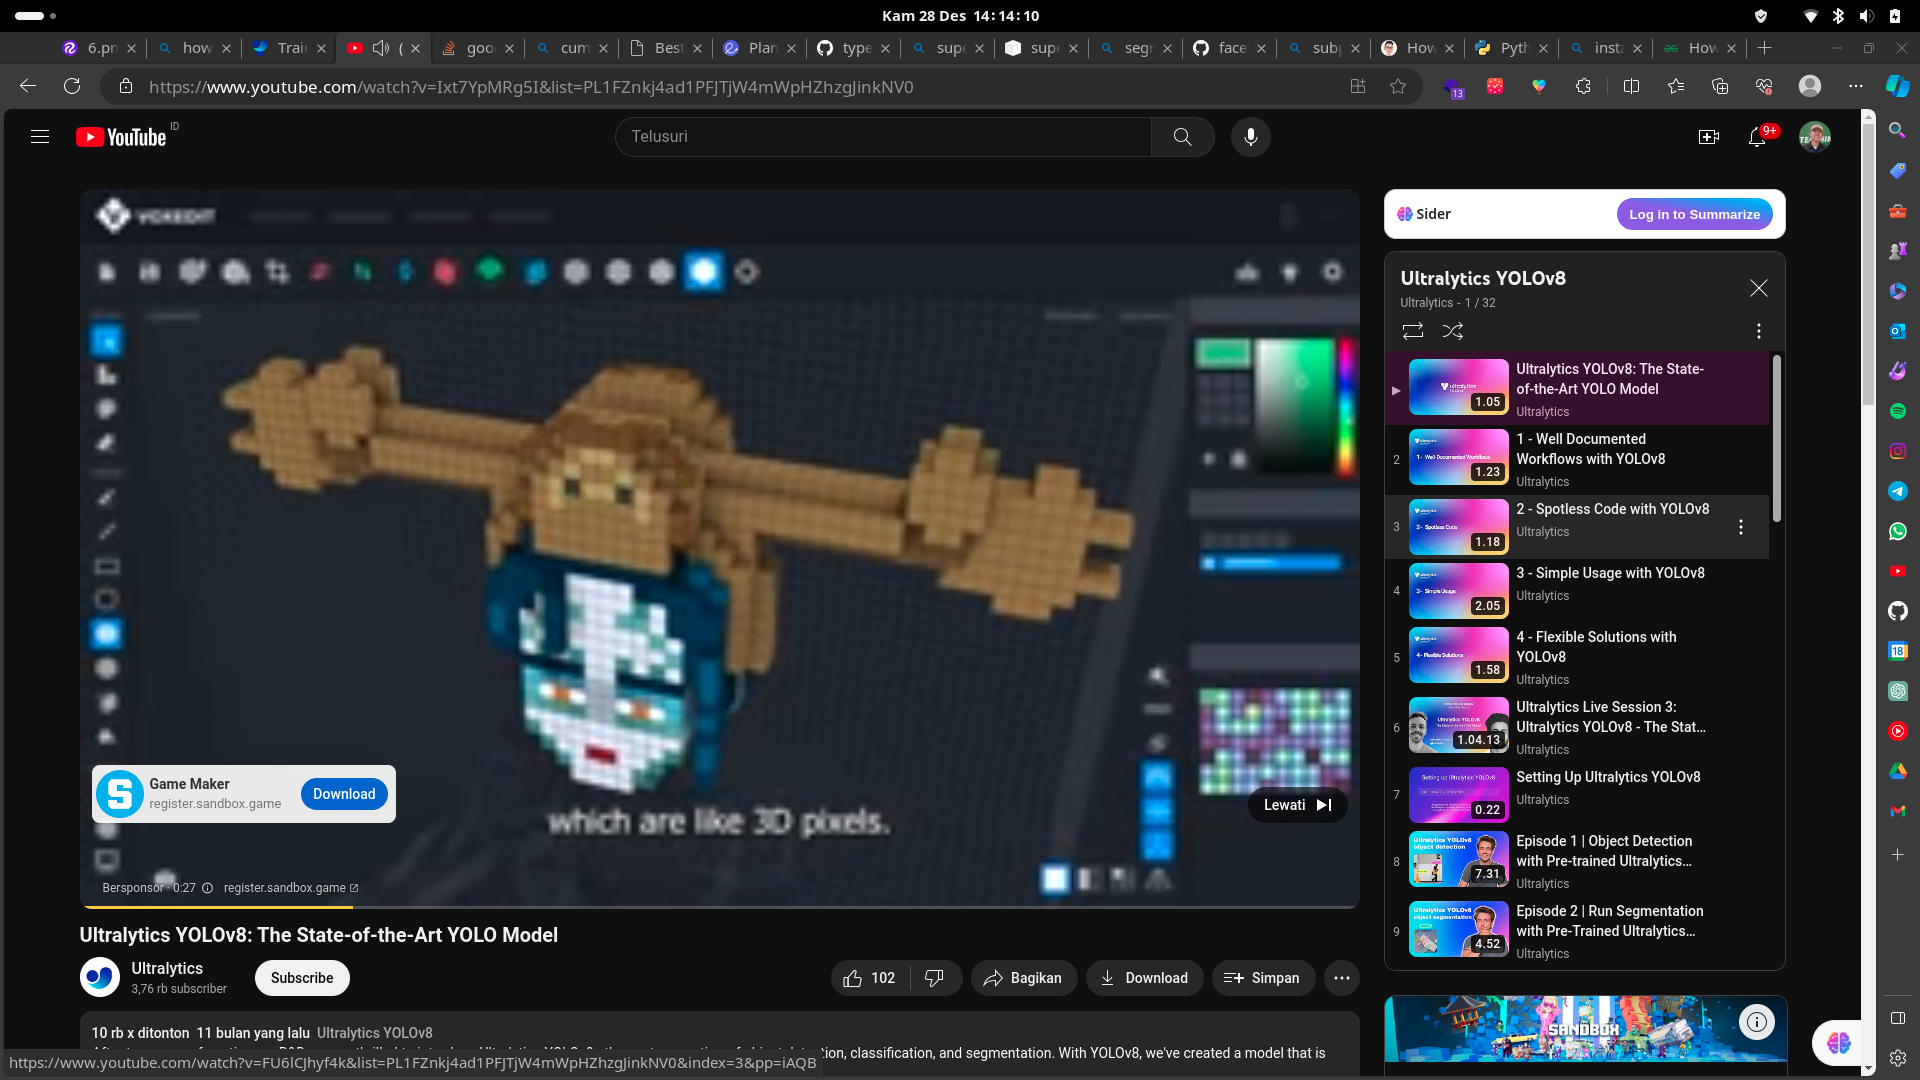 Kam 28 Des 14:14:10
6.pn
how
Train
(
goo
cum
Best
Plan
type
supe
supe
segr
face
subp
How
Pyth
insta
How
https://www.youtube.com/watch?v=Ixt7YpMRg5I&list=PL1FZnkj4ad1PFJTjW4mWpHZhzgJinkNV0
13
YouTube ID
Telusuri
9+
VOXEDIT
which are like 3D pixels.
Game Maker
register.sandbox.game
Download
Lewati
Bersponsor · 0:27
register.sandbox.game
Ultralytics YOLOv8: The State-of-the-Art YOLO Model
Ultralytics
3,76 rb subscriber
Subscribe
102
Bagikan
Download
Simpan
10 rb x ditonton 11 bulan yang lalu Ultralytics YOLOv8
classification, and segmentation. With YOLOv8, we've created a model that is
https://www.youtube.com/watch?v=FU6lCJhyf4k&list=PL1FZnkj4ad1PFJTjW4mWpHZhzgJinkNV0&index=3&pp=iAQB
Sider
Log in to Summarize
Ultralytics YOLOv8
Ultralytics - 1 / 32
1.05
Ultralytics YOLOv8: The State-
of-the-Art YOLO Model
Ultralytics
2
1.23
1 - Well Documented
Workflows with YOLOv8
Ultralytics
3
1.18
2 - Spotless Code with YOLOv8
Ultralytics
4
2.05
3 - Simple Usage with YOLOv8
Ultralytics
5
1.58
4 - Flexible Solutions with
YOLOv8
Ultralytics
6
1.04.13
Ultralytics Live Session 3:
Ultralytics YOLOv8 - The Stat...
Ultralytics
7
0.22
Setting Up Ultralytics YOLOv8
Ultralytics
8
7.31
Episode 1 | Object Detection
with Pre-trained Ultralytics...
Ultralytics
9
4.52
Episode 2 | Run Segmentation
with Pre-Trained Ultralytics...
Ultralytics
SANDBOX
18